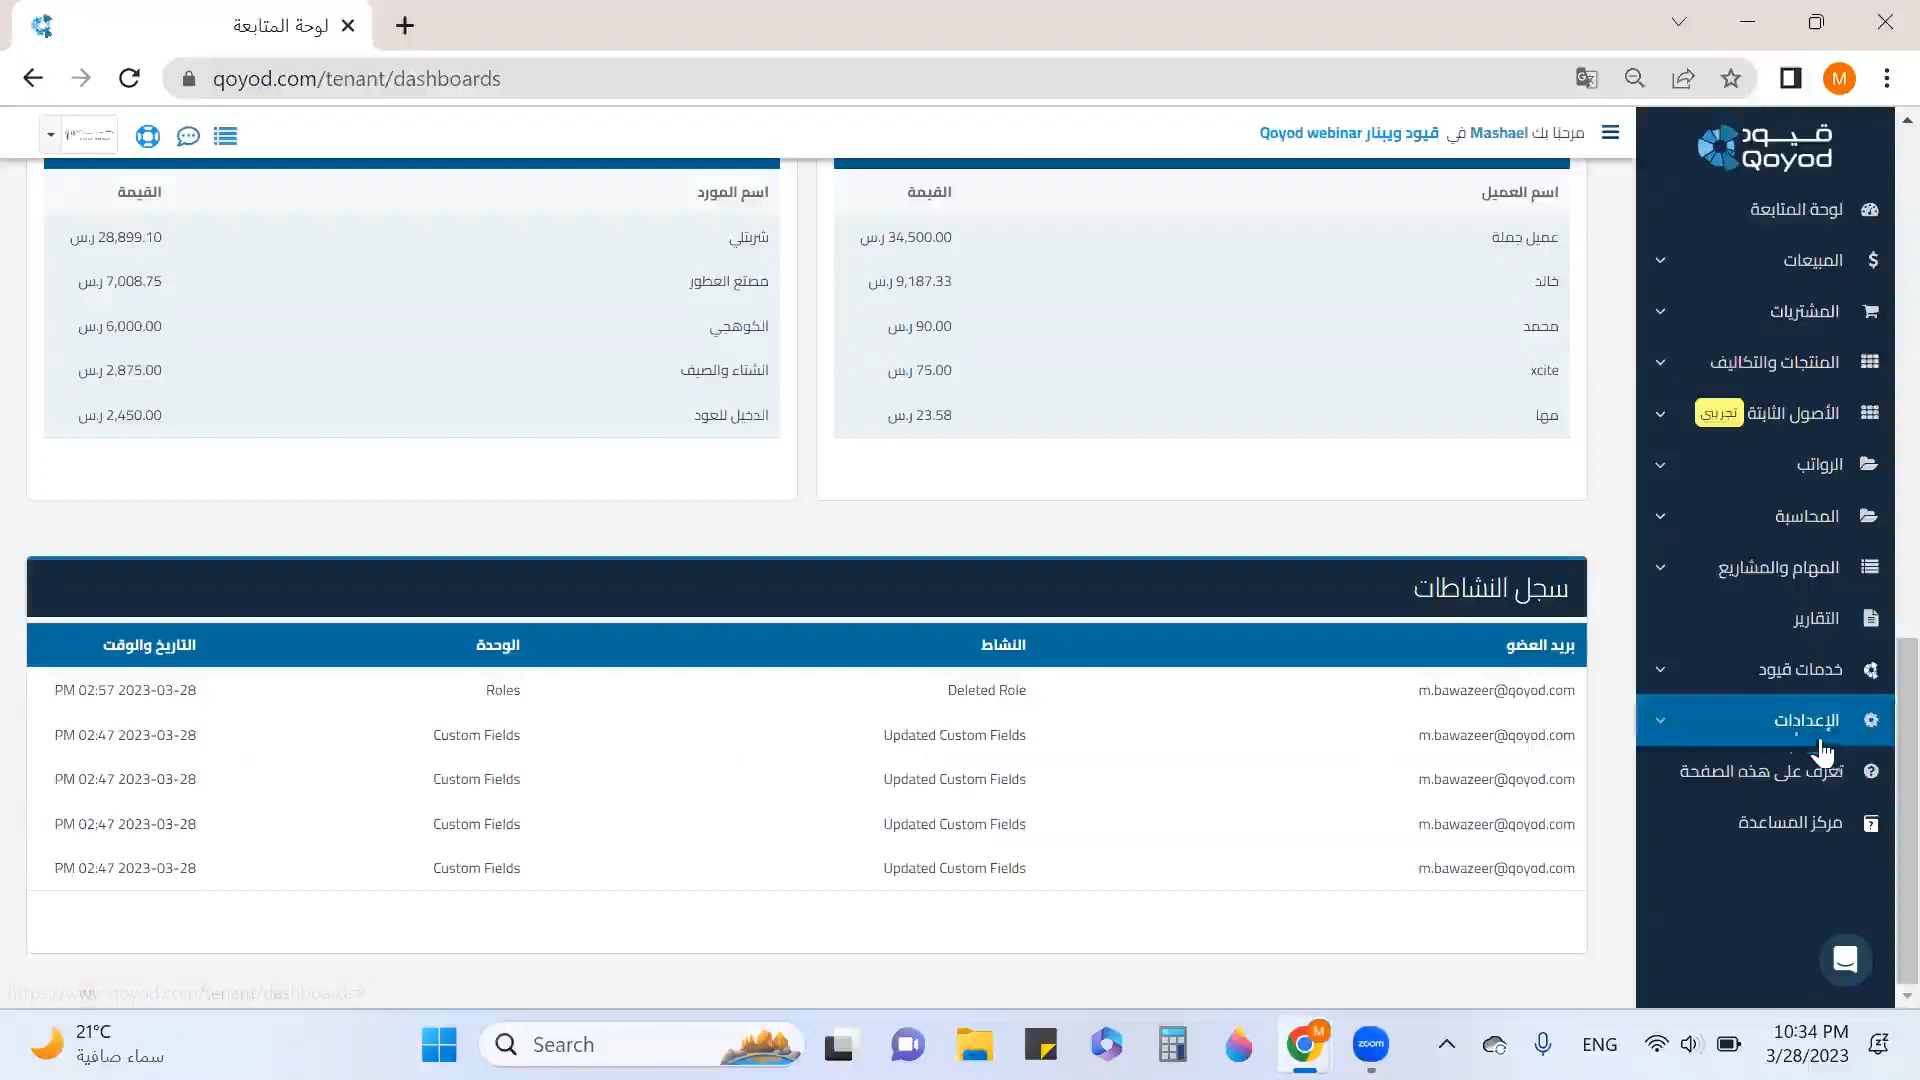 لوحة المتابعة
qoyod.com/tenant/dashboards
M
مرحبًا بك Mashael في قيود ويبنار Qoyod webinar
قيود
Qoyod
لوحة المتابعة
المبيعات
المشتريات
المنتجات والتكاليف
الأصول الثابتة تجريبي
الرواتب
المحاسبة
المهام والمشاريع
التقارير
خدمات قيود
الإعدادات
تعرف على هذه الصفحة
مركز المساعدة
اسم العميل القيمة
عميل جملة 34,500.00 ر.س
خالد 9,187.33 ر.س
محمد 90.00 ر.س
xcite 75.00 ر.س
مها 23.58 ر.س
اسم المورد القيمة
شربتلي 28,899.10 ر.س
مصنع العطور 7,008.75 ر.س
الكوهجي 6,000.00 ر.س
الشتاء والصيف 2,875.00 ر.س
الدخيل للعود 2,450.00 ر.س
سجل النشاطات
بريد العضو النشاط الوحدة التاريخ والوقت
m.bawazeer@qoyod.com Deleted Role Roles PM 02:57 2023-03-28
m.bawazeer@qoyod.com Updated Custom Fields Custom Fields PM 02:47 2023-03-28
m.bawazeer@qoyod.com Updated Custom Fields Custom Fields PM 02:47 2023-03-28
m.bawazeer@qoyod.com Updated Custom Fields Custom Fields PM 02:47 2023-03-28
m.bawazeer@qoyod.com Updated Custom Fields Custom Fields PM 02:47 2023-03-28
https://www.qoyod.com/tenant/dashboards#
21°C
سماء صافية
Search
M
zoom
ENG
10:34 PM
3/28/2023